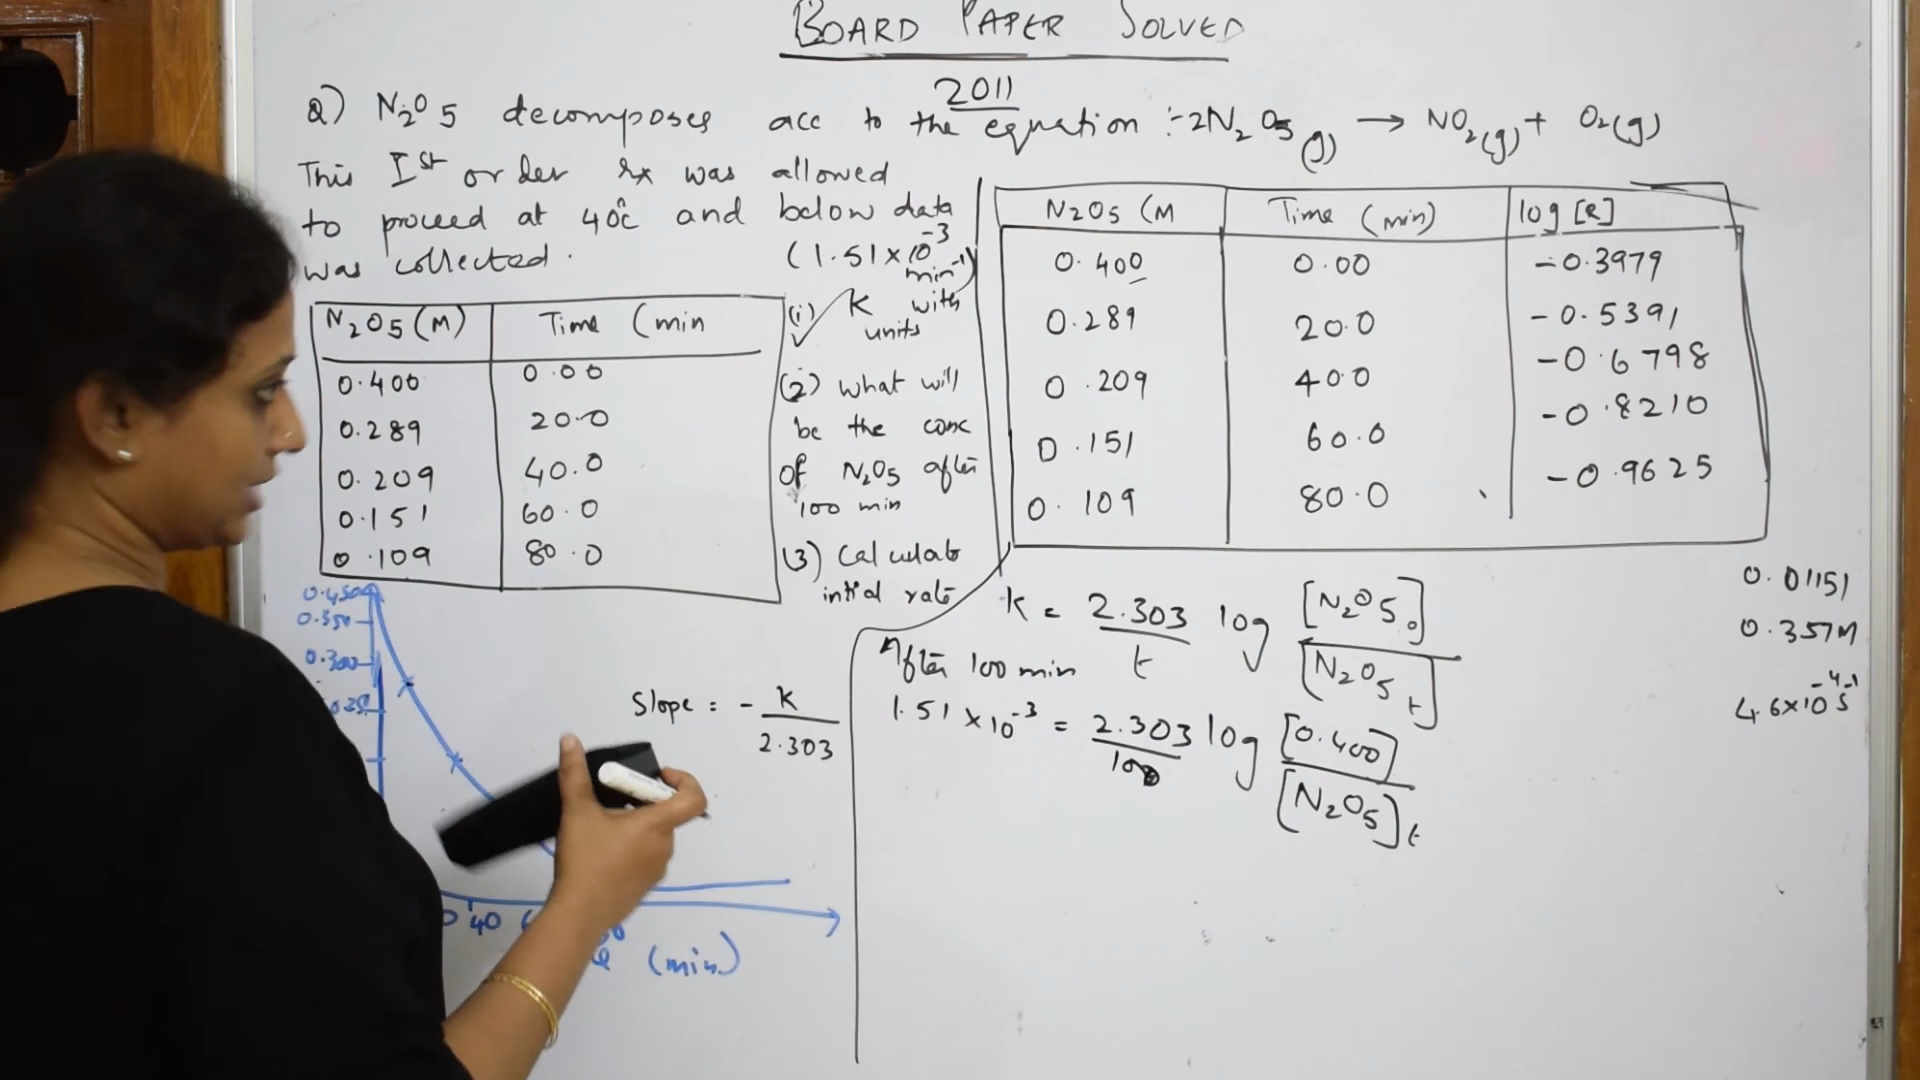 BOARD PAPER SOLVED
2011
Q) N2O5 decomposes acc to the equation :- 2N2O5(g) → NO2(g) + O2(g)
This Ist order rx was allowed
to proceed at 40°c and below data
was collected.
N2O5(M) Time (min
0.400 0.00
0.289 20.0
0.209 40.0
0.151 60.0
0.109 80.0
(1.51×10-3
min-1)
(i) K with
units
(2) what will
be the conc
of N2O5 after
100 min
(3) Calculate
intial rate
N2O5 (M Time (min) log [R]
0.400 0.00 -0.3979
0.289 20.0 -0.5391
0.209 40.0 -0.6798
0.151 60.0 -0.8210
0.109 80.0 -0.9625
0.450
0.350
0.300
40
(min)
Slope = - K/2.303
K = 2.303/t log [N2O5]0/[N2O5]t
After 100 min
1.51 ×10-3 = 2.303/100 log [0.400]/[N2O5]t
0.01151
0.357M
4.6×10-4 s-1